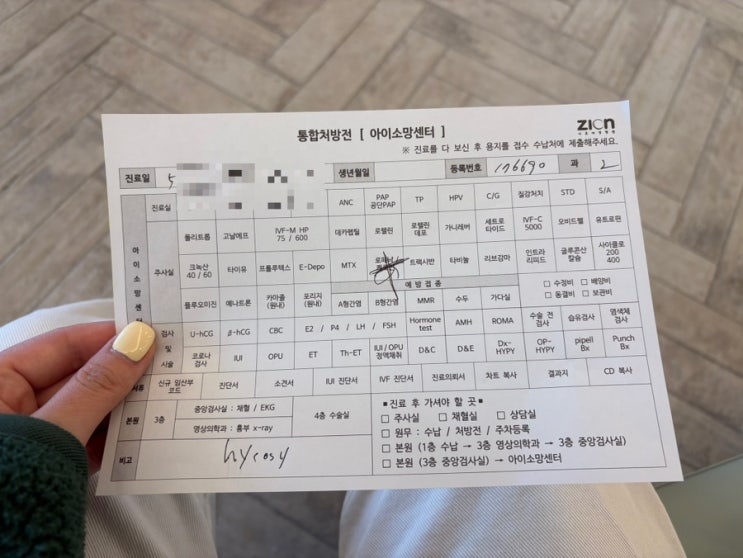 통합처방전 [ 아이소망센터 ]
zion
※ 진료를 다 보신 후 용지를 접수 수납처에 제출해주세요.
진료일 5 생년월일 등록번호 176690 과 2
아이소망센터
진료실 ANC PAP 공단PAP TP HPV C/G 질강처치 STD S/A
주사실
폴리트롭 고날에프 IVF-M HP 75 / 600 데카펩틸 로렐린 로렐린 데포 가니레버 세트로타이드 IVF-C 5000 오비드렐 유트로핀
크녹산 40 / 60 타이유 프롤루텍스 E-Depo MTX 트렉시반 타비눌 리브감마 인트라리피드 글루콘산칼슘 사이클로 200 400
예방접종
풀루오미진 예나트론 카마졸 (원내) 포리지 (원내) A형간염 B형간염 MMR 수두 가다실 □ 수정비 □ 배양비 □ 동결비 □ 보관비
검사 및 시술
U-hCG β-hCG CBC E2 / P4 / LH / FSH Hormone test AMH ROMA 수술 전 검사 습유검사 염색체 검사
코로나 검사 IUI OPU ET Th-ET IUI / OPU 정액채취 D&C D&E Dx-HYPY OP-HYPY pipell Bx Punch Bx
서류 신규 임산부 코드 진단서 소견서 IUI 진단서 IVF 진단서 진료의뢰서 차트 복사 결과지 CD 복사
본원 3층 중앙검사실 : 채혈 / EKG 4층 수술실
영상의학과 : 흉부 x-ray
비고 hycosy
■ 진료 후 가셔야 할 곳 ■
□ 주사실 □ 채혈실 □ 상담실
□ 원무 : 수납 / 처방전 / 주차등록
□ 본원 (1층 수납 → 3층 영상의학과 → 3층 중앙검사실)
□ 본원 (3층 중앙검사실) → 아이소망센터